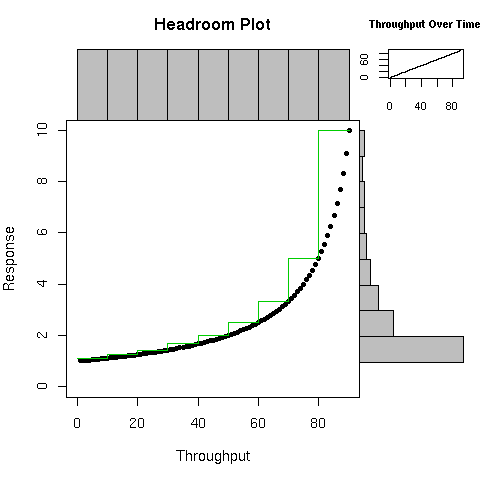 Headroom Plot
Throughput Over Time
0 60
0 40 80
0 2 4 6 8 10
Response
0 20 40 60 80
Throughput